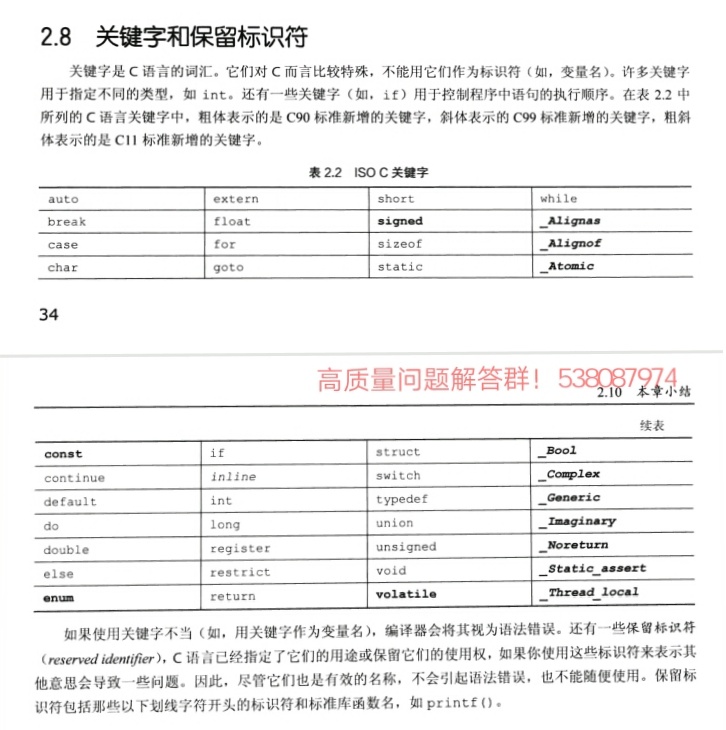 2.8 关键字和保留标识符
关键字是 C 语言的词汇。它们对 C 而言比较特殊，不能用它们作为标识符（如，变量名）。许多关键字
用于指定不同的类型，如 int。还有一些关键字（如，if）用于控制程序中语句的执行顺序。在表 2.2 中
所列的 C 语言关键字中，粗体表示的是 C90 标准新增的关键字，斜体表示的 C99 标准新增的关键字，粗斜
体表示的是 C11 标准新增的关键字。
表 2.2 ISO C 关键字
auto extern short while
break float signed _Alignas
case for sizeof _Alignof
char goto static _Atomic
34
高质量问题解答群！538087974
2.10 本章小结
续表
const if struct _Bool
continue inline switch _Complex
default int typedef _Generic
do long union _Imaginary
double register unsigned _Noreturn
else restrict void _Static_assert
enum return volatile _Thread_local
如果使用关键字不当（如，用关键字作为变量名），编译器会将其视为语法错误。还有一些保留标识符
（reserved identifier），C 语言已经指定了它们的用途或保留它们的使用权，如果你使用这些标识符来表示其
他意思会导致一些问题。因此，尽管它们也是有效的名称，不会引起语法错误，也不能随便使用。保留标
识符包括那些以下划线字符开头的标识符和标准库函数名，如 printf()。